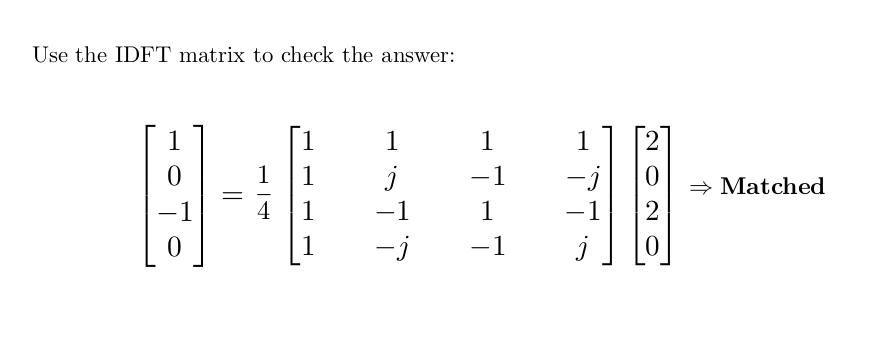 Use the IDFT matrix to check the answer:
\begin{bmatrix} 1 \\ 0 \\ -1 \\ 0 \end{bmatrix} = \frac{1}{4} \begin{bmatrix} 1 & 1 & 1 & 1 \\ 1 & j & -1 & -j \\ 1 & -1 & 1 & -1 \\ 1 & -j & -1 & j \end{bmatrix} \begin{bmatrix} 2 \\ 0 \\ 2 \\ 0 \end{bmatrix} ⇒ Matched